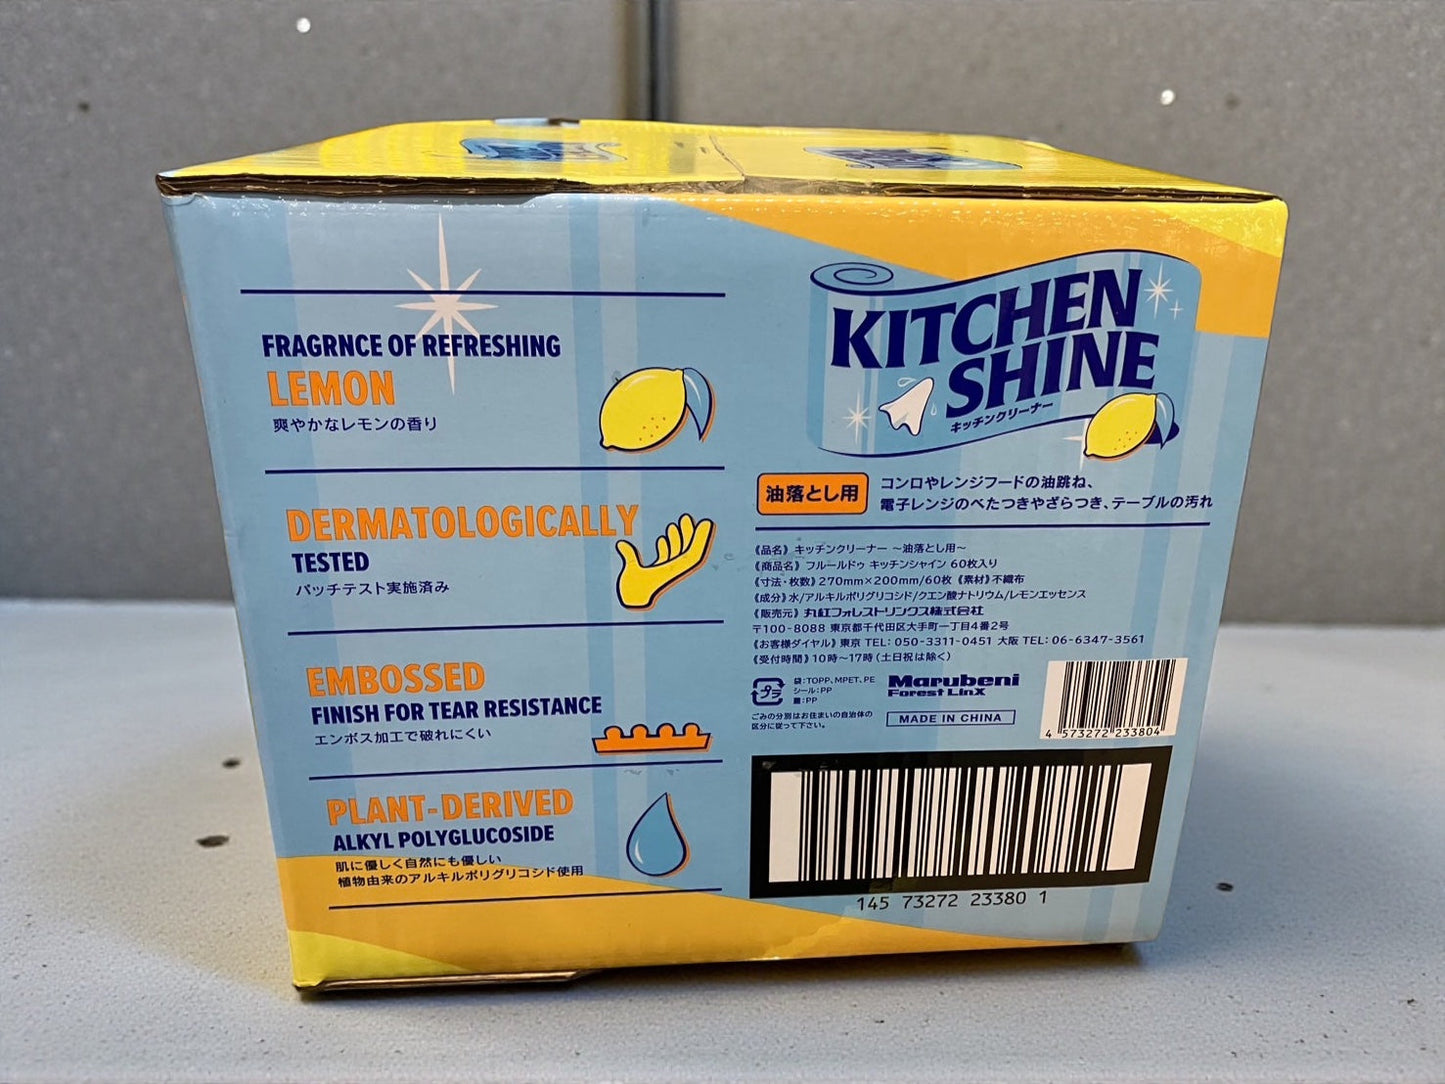 FRAGRNCE OF REFRESHING
LEMON
爽やかなレモンの香り
DERMATOLOGICALLY
TESTED
パッチテスト実施済み
EMBOSSED
FINISH FOR TEAR RESISTANCE
エンボス加工で破れにくい
PLANT-DERIVED
ALKYL POLYGLUCOSIDE
肌に優しく自然にも優しい
植物由来のアルキルポリグリコシド使用
KITCHEN
SHINE
キッチンクリーナー
油落とし用
コンロやレンジフードの油跳ね、
電子レンジのべたつきやざらつき、テーブルの汚れ
《品名》キッチンクリーナー ~油落とし用~
《商品名》フルールドゥ キッチンシャイン 60枚入り
《寸法・枚数》270mm×200mm/60枚 《素材》不織布
《成分》水/アルキルポリグリコシド/クエン酸ナトリウム/レモンエッセンス
《販売元》丸紅フォレストリンクス株式会社
〒100-8088 東京都千代田区大手町一丁目4番2号
《お客様ダイヤル》東京 TEL: 050-3311-0451 大阪 TEL: 06-6347-3561
《受付時間》10時~17時(土日祝は除く)
プラ
袋:TOPP、MPET、PE
シール:PP
蓋:PP
ごみの分別はお住まいの自治体の
区分に従って下さい。
Marubeni
Forest LinX
MADE IN CHINA
4 573272 233804
145 73272 23380 1